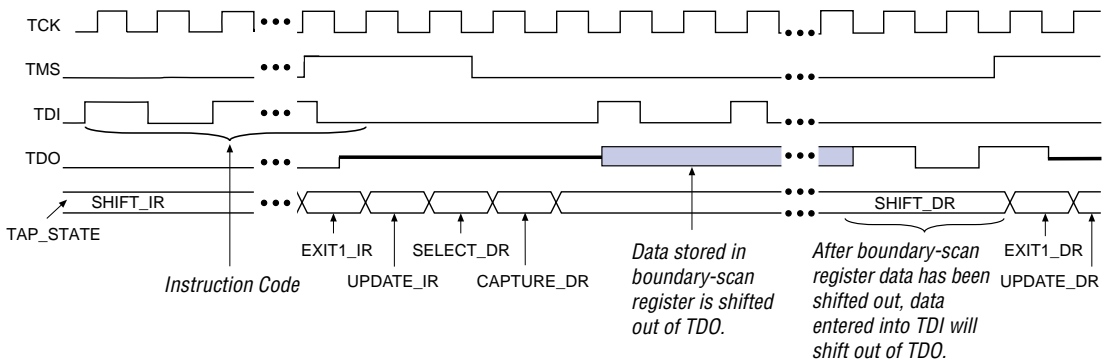 TCK
TMS
TDI
TDO
SHIFT_IR
SHIFT_DR
TAP_STATE
EXIT1_IR
SELECT_DR
Instruction Code
UPDATE_IR
CAPTURE_DR
Data stored in
boundary-scan
register is shifted
out of TDO.
After boundary-scan
register data has been
shifted out, data
entered into TDI will
shift out of TDO.
EXIT1_DR
UPDATE_DR